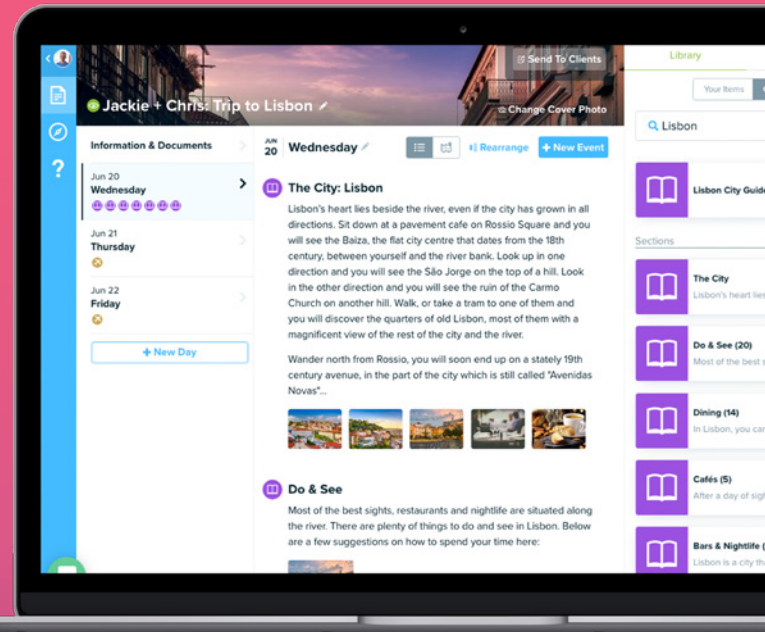 Send To Clients
Jackie + Chris: Trip to Lisbon
Change Cover Photo
Information & Documents
Jun 20
Wednesday
Jun 21
Thursday
Jun 22
Friday
+ New Day
JUN
20
Wednesday
Rearrange
+ New Event
The City: Lisbon
Lisbon's heart lies beside the river, even if the city has grown in all
directions. Sit down at a pavement cafe on Rossio Square and you
will see the Baiza, the flat city centre that dates from the 18th
century, between yourself and the river bank. Look up in one
direction and you will see the São Jorge on the top of a hill. Look
in the other direction and you will see the ruin of the Carmo
Church on another hill. Walk, or take a tram to one of them and
you will discover the quarters of old Lisbon, most of them with a
magnificent view of the rest of the city and the river.
Wander north from Rossio, you will soon end up on a stately 19th
century avenue, in the part of the city which is still called "Avenidas
Novas"...
Do & See
Most of the best sights, restaurants and nightlife are situated along
the river. There are plenty of things to do and see in Lisbon. Below
are a few suggestions on how to spend your time here:
Library
Your Items
Lisbon
Lisbon City Guide
Sections
The City
Lisbon's heart lies
Do & See (20)
Most of the best
Dining (14)
In Lisbon, you can
Cafés (5)
After a day of
Bars & Nightlife (
Lisbon is a city